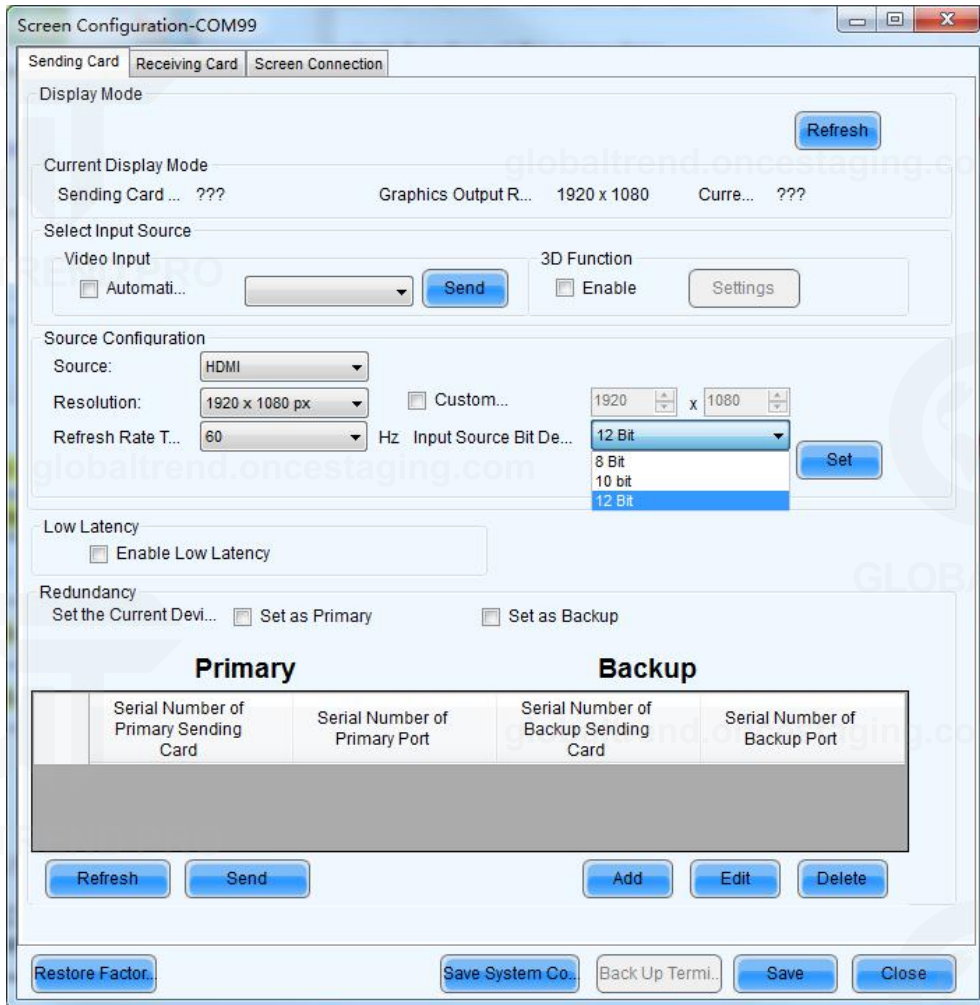 Screen Configuration-COM99
Sending Card Receiving Card Screen Connection
Display Mode
Refresh
Current Display Mode
globaltrend.oncestaging.co
Sending Card ... ??? Graphics Output R... 1920 x 1080 Curre... ???
Select Input Source
Video Input 3D Function
TREND PRO
Automati... Send Enable Settings
Source Configuration
Source: HDMI
Resolution: 1920 x 1080 px Custom... 1920 x 1080
Refresh Rate T... 60 Hz Input Source Bit De... 12 Bit
globaltrend.oncestaging.com
Set
8 Bit
10 bit
12 Bit
Low Latency
Enable Low Latency
GLOB
Redundancy
Set the Current Devi... Set as Primary Set as Backup
Primary Backup
Serial Number of Primary Sending Card
Serial Number of Primary Port
Serial Number of Backup Sending Card
Serial Number of Backup Port
globaltrend.oncestaging.co
Refresh Send Add Edit Delete
Restore Factor... Save System Co... Back Up Termi... Save Close